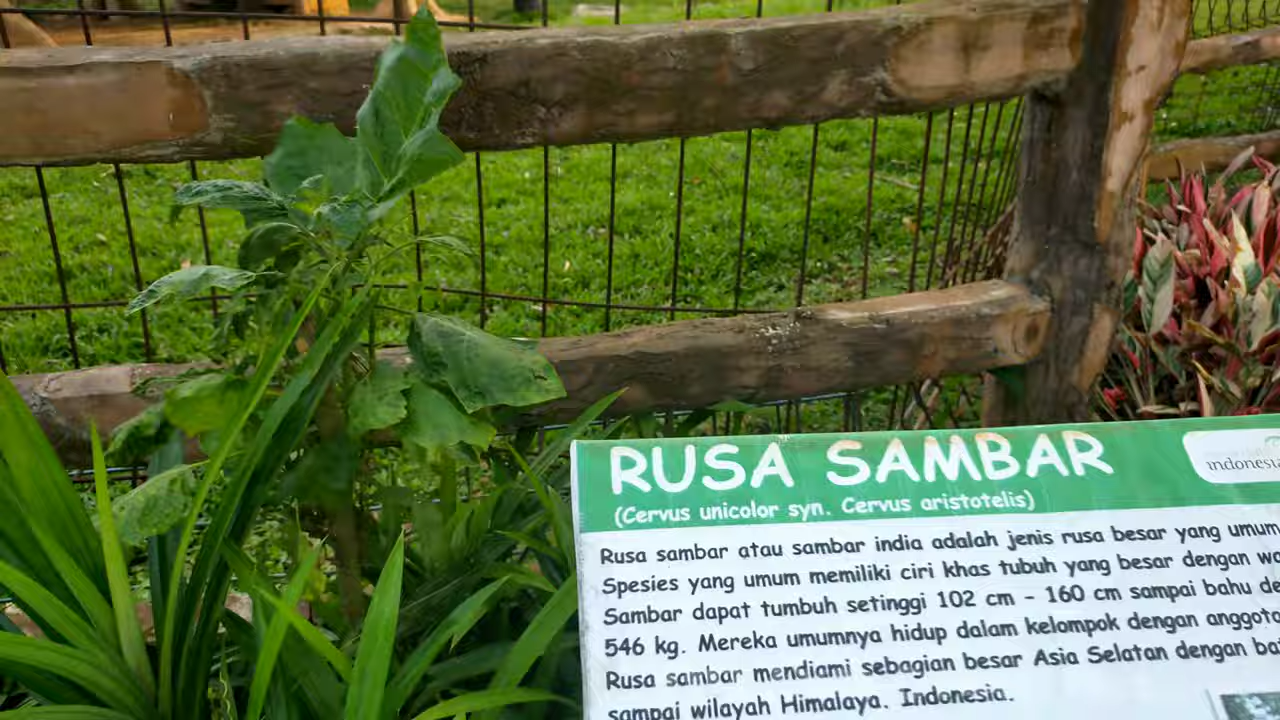 RUSA SAMBAR
indonesia
(Cervus unicolor syn. Cervus aristotelis)
Rusa sambar atau sambar india adalah jenis rusa besar yang umum
Spesies yang umum memiliki ciri khas tubuh yang besar dengan
Sambar dapat tumbuh setinggi 102 cm - 160 cm sampai bahu
546 kg. Mereka umumnya hidup dalam kelompok dengan
Rusa sambar mendiami sebagian besar Asia Selatan dengan
sampai wilayah Himalaya. Indonesia.